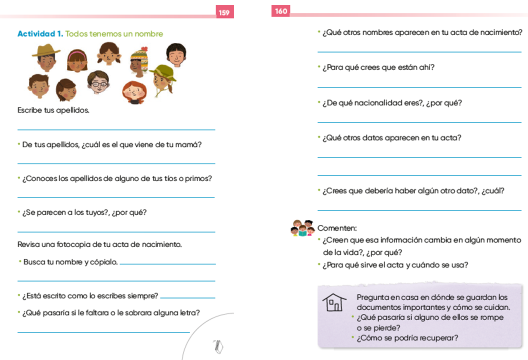 159
Actividad 1. Todos tenemos un nombre
Escribe tus apellidos.
• De tus apellidos, ¿cuál es el que viene de tu mamá?
• ¿Conoces los apellidos de alguno de tus tíos o primos?
• ¿Se parecen a los tuyos?, ¿por qué?
Revisa una fotocopia de tu acta de nacimiento.
• Busca tu nombre y cópialo.
• ¿Está escrito como lo escribes siempre?
• ¿Qué pasaría si le faltara o le sobrara alguna letra?
160
• ¿Qué otros nombres aparecen en tu acta de nacimiento?
• ¿Para qué crees que están ahí?
• ¿De qué nacionalidad eres?, ¿por qué?
• ¿Qué otros datos aparecen en tu acta?
• ¿Crees que debería haber algún otro dato?, ¿cuál?
Comenten:
• ¿Creen que esa información cambia en algún momento
de la vida?, ¿por qué?
• ¿Para qué sirve el acta y cuándo se usa?
Pregunta en casa en dónde se guardan los
documentos importantes y cómo se cuidan.
• ¿Qué pasaría si alguno de ellos se rompe
o se pierde?
• ¿Cómo se podría recuperar?